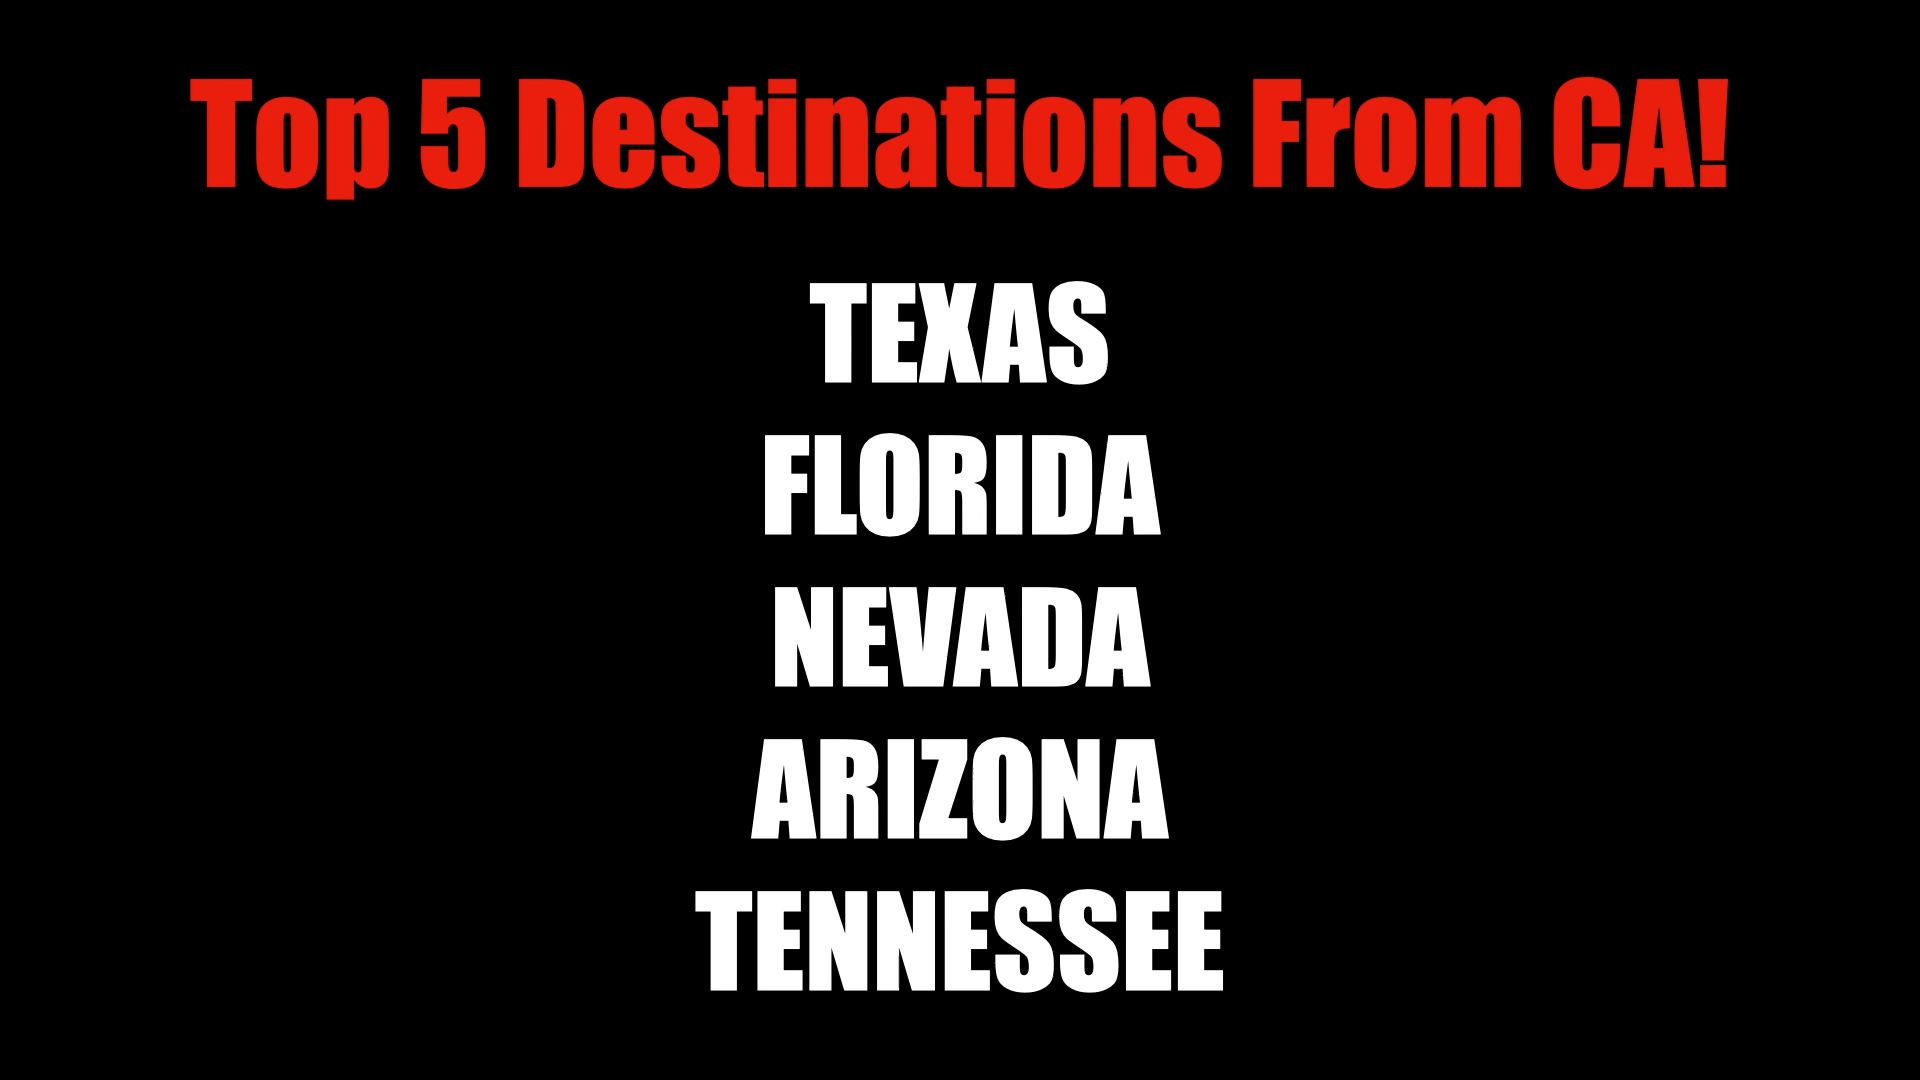 Top 5 Destinations From CA!
TEXAS
FLORIDA
NEVADA
ARIZONA
TENNESSEE